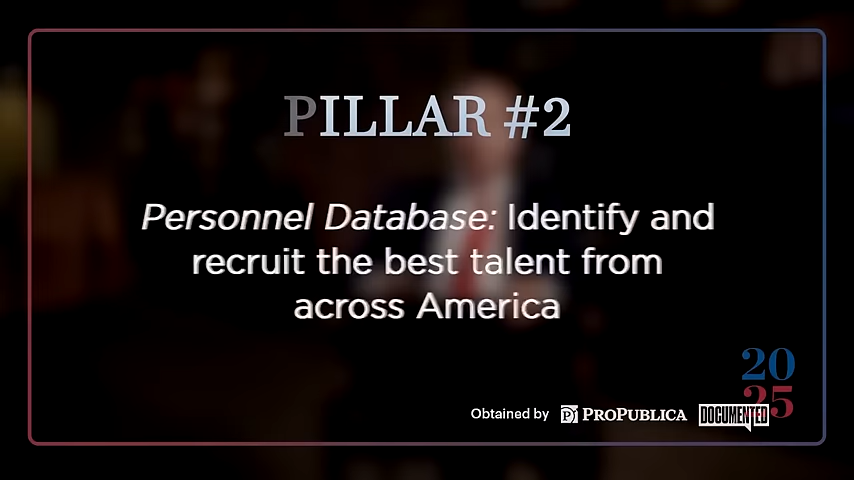 PILLAR #2
Personnel Database: Identify and
recruit the best talent from
across America
20
25
Obtained by PROPUBLICA DOCUMENTED